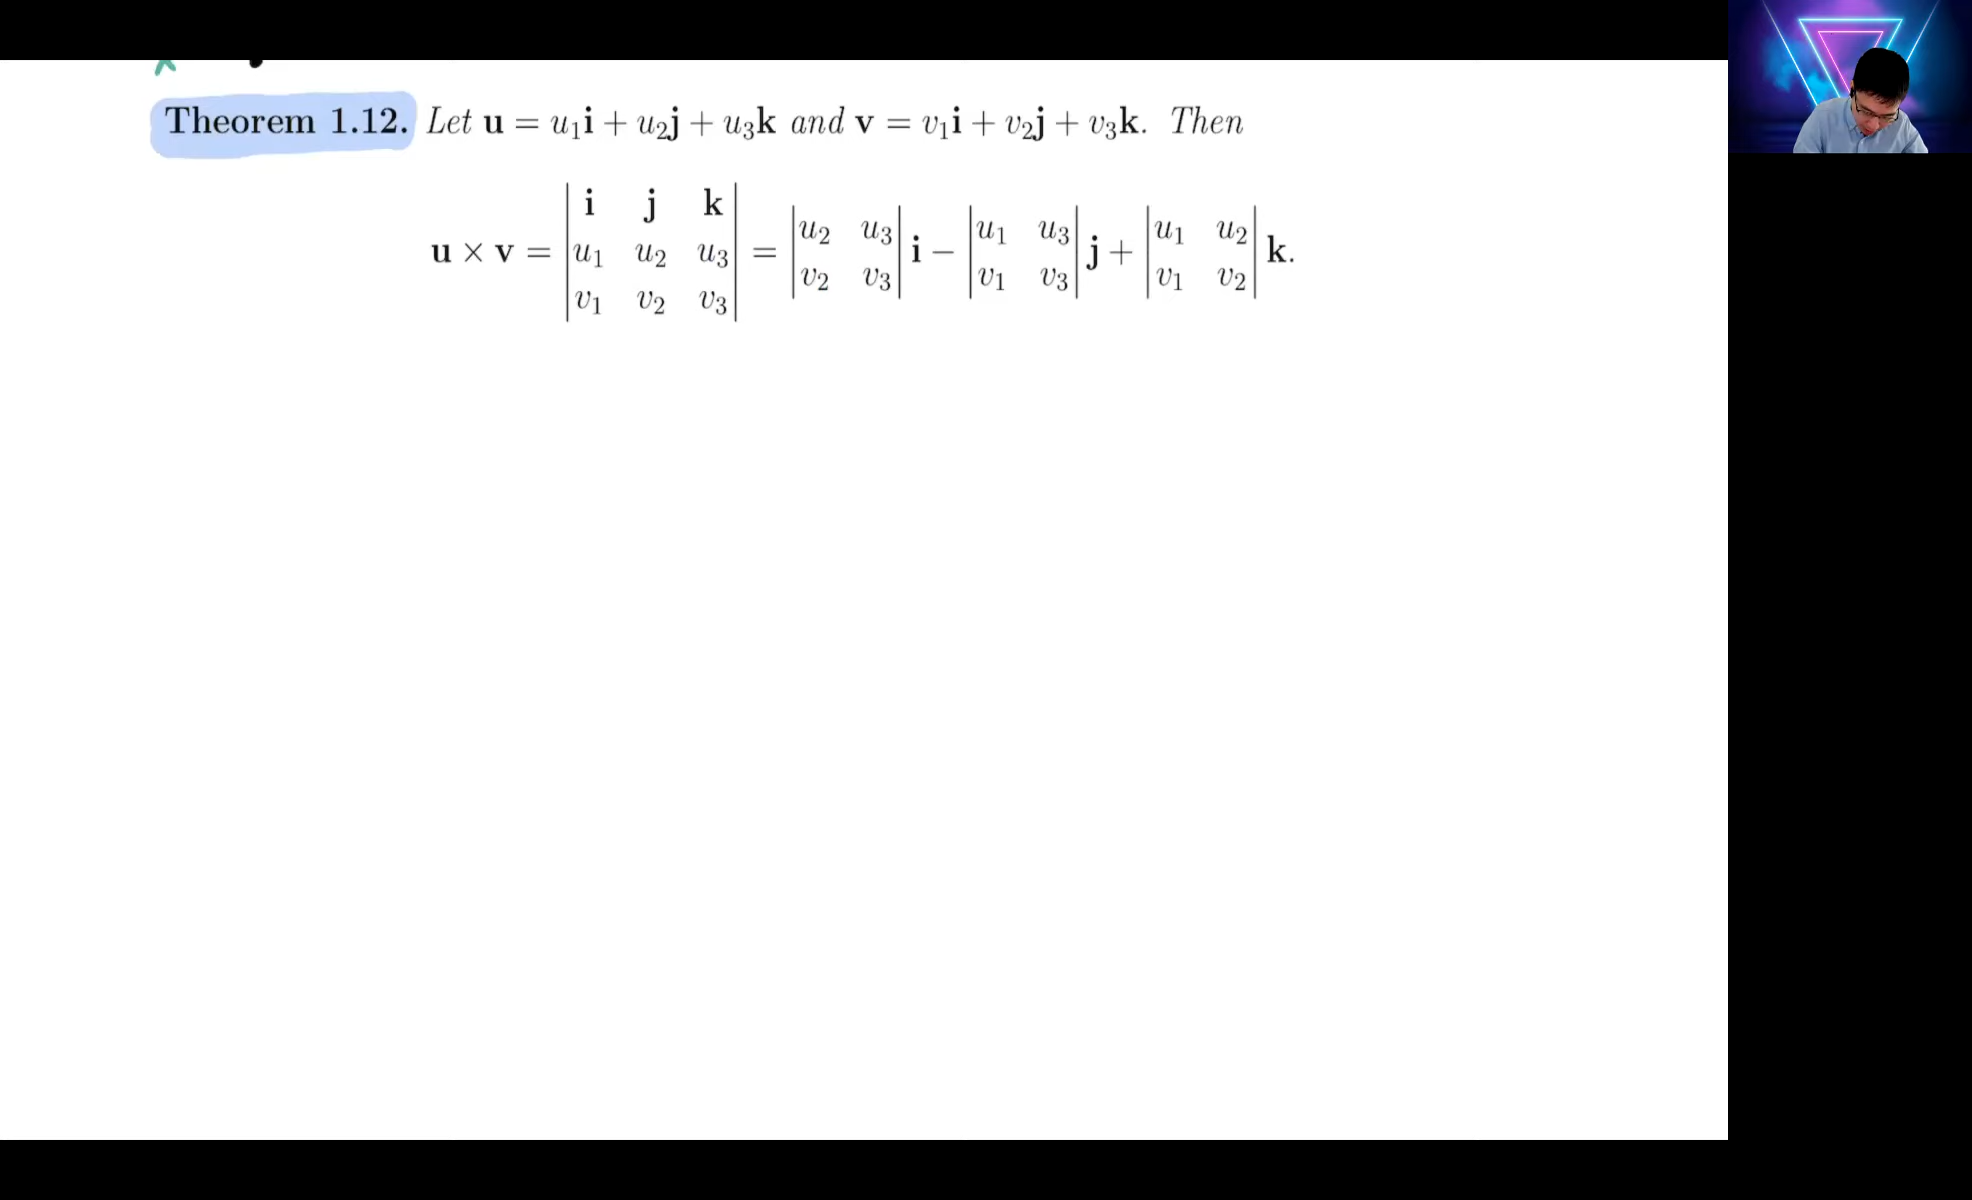 Theorem 1.12. Let u = u₁i + u₂j + u₃k and v = v₁i + v₂j + v₃k. Then
u × v = | i j k ; u₁ u₂ u₃ ; v₁ v₂ v₃ | = | u₂ u₃ ; v₂ v₃ | i − | u₁ u₃ ; v₁ v₃ | j + | u₁ u₂ ; v₁ v₂ | k.